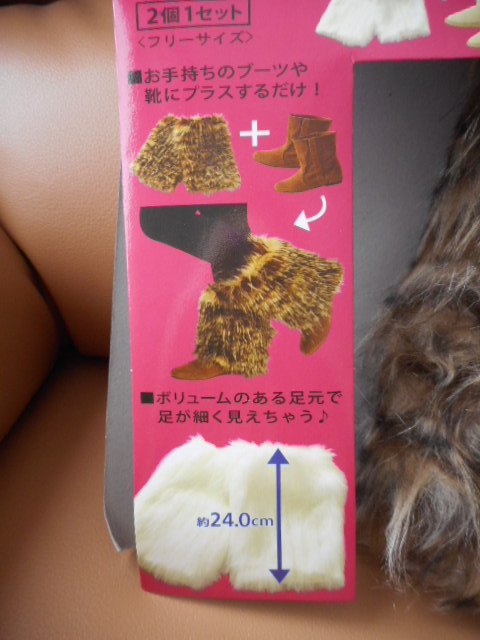 2個1セット
〈フリーサイズ〉
■お手持ちのブーツや
靴にプラスするだけ！
+
■ボリュームのある足元で
足が細く見えちゃう♪
約24.0cm